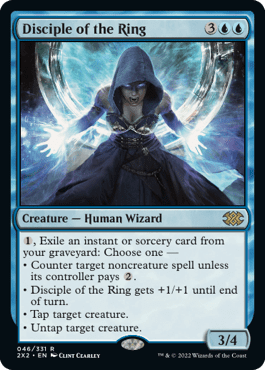 Disciple of the Ring 3
Creature — Human Wizard
1, Exile an instant or sorcery card from
your graveyard: Choose one —
• Counter target noncreature spell unless
its controller pays 2.
• Disciple of the Ring gets +1/+1 until end
of turn.
• Tap target creature.
• Untap target creature.
3/4
046/331 R
2X2 • EN Clint Cearley
™ & © 2022 Wizards of the Coast